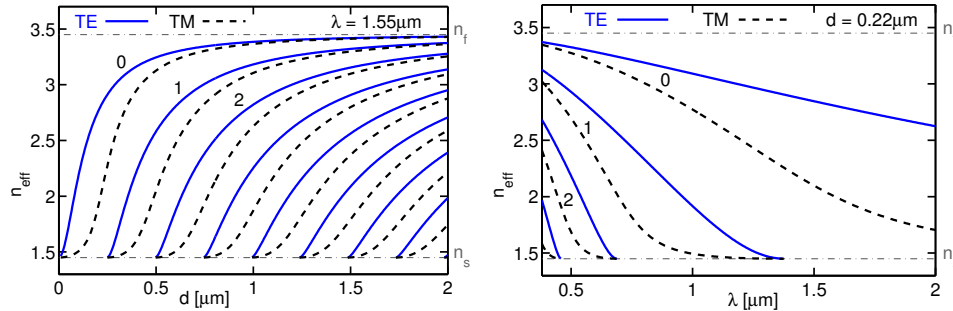 TE TM λ = 1.55μm
3.5
n_f
0
3
1
2
2.5
n_eff
2
1.5
n_s
0 0.5 1 1.5 2
d [μm]
TE TM d = 0.22μm
3.5
n
0
3
1
2.5
n_eff
2
2
1.5
n
0.5 1 1.5 2
λ [μm]